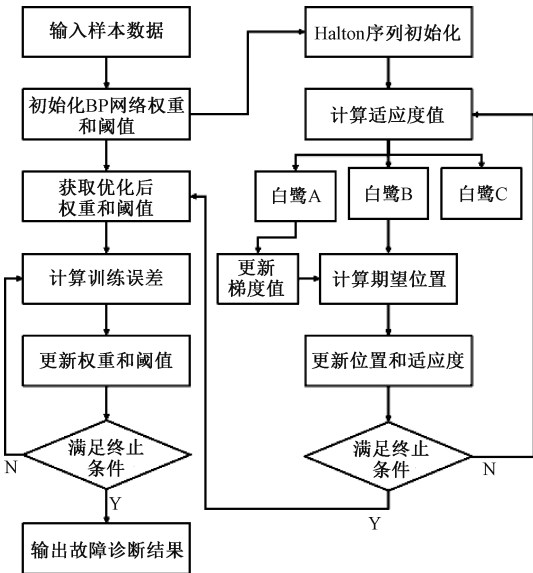 输入样本数据
初始化BP网络权重
和阈值
获取优化后
权重和阈值
计算训练误差
更新权重和阈值
满足终止
条件
N
Y
输出故障诊断结果
Halton序列初始化
计算适应度值
白鹭A
白鹭B
白鹭C
更新
梯度值
计算期望位置
更新位置和适应度
满足终止
条件
N
Y